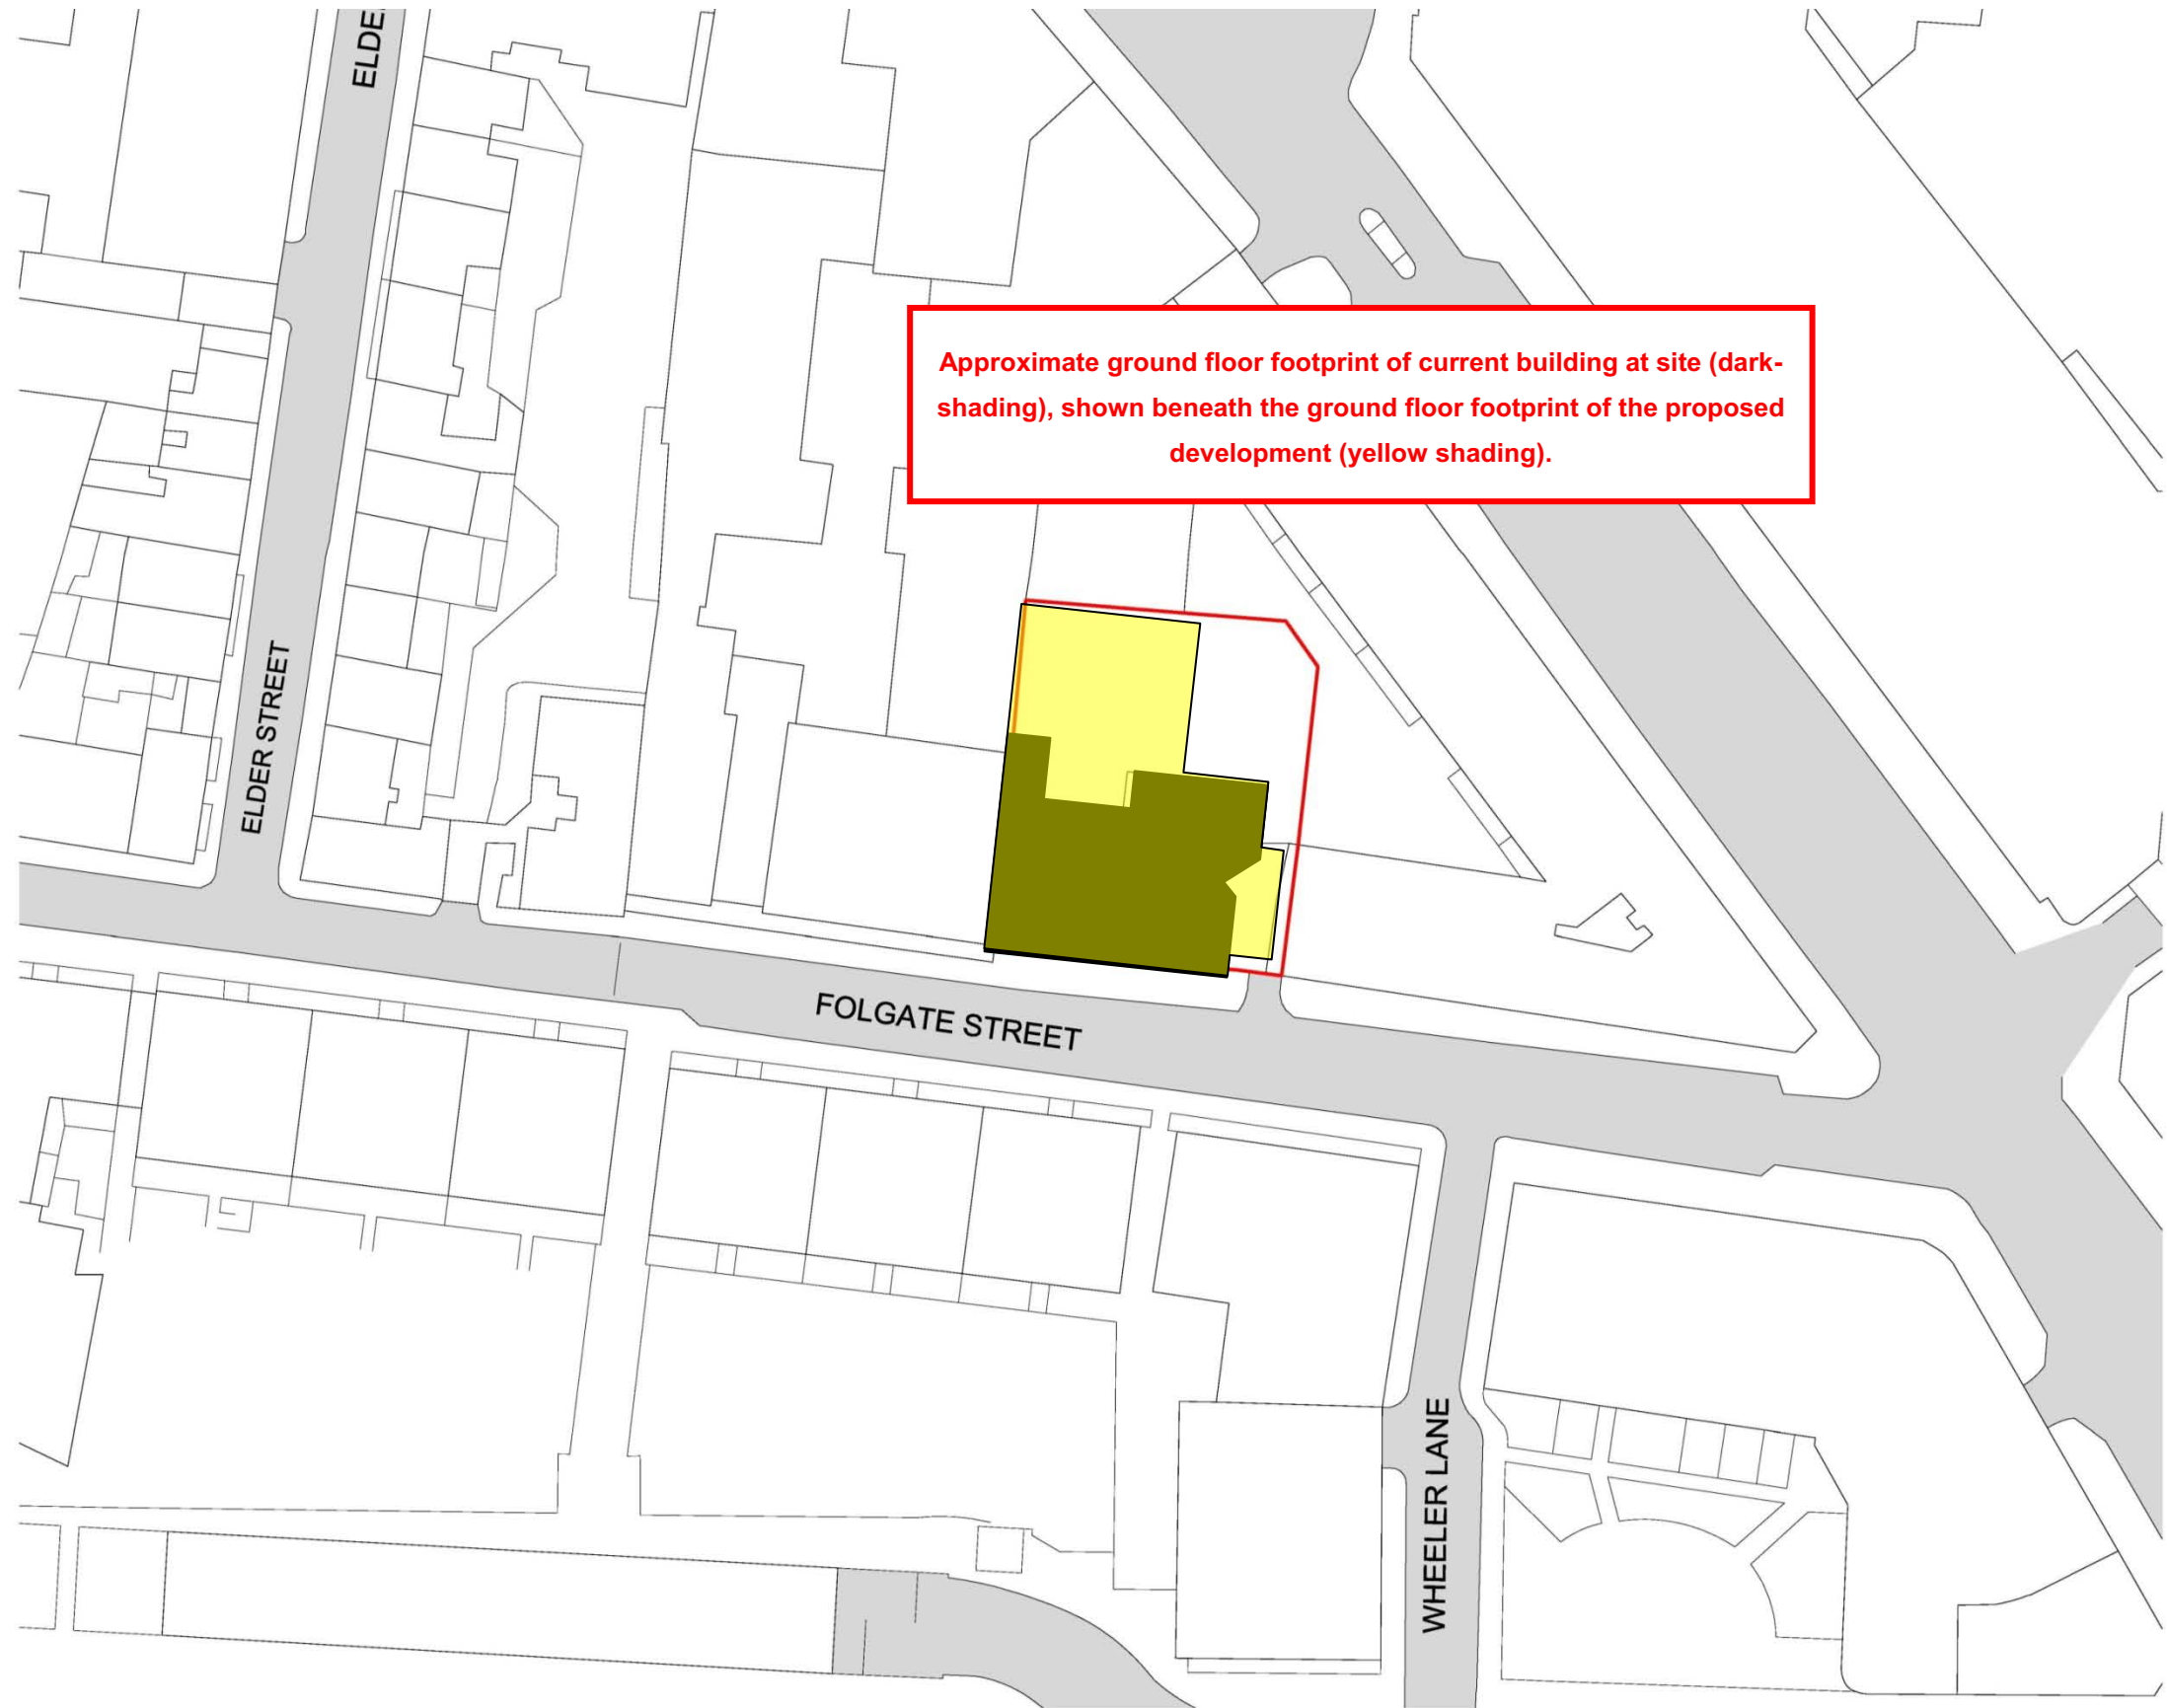 ELDE
Approximate ground floor footprint of current building at site (dark-
shading), shown beneath the ground floor footprint of the proposed
development (yellow shading).
ELDER STREET
FOLGATE STREET
WHEELER LANE